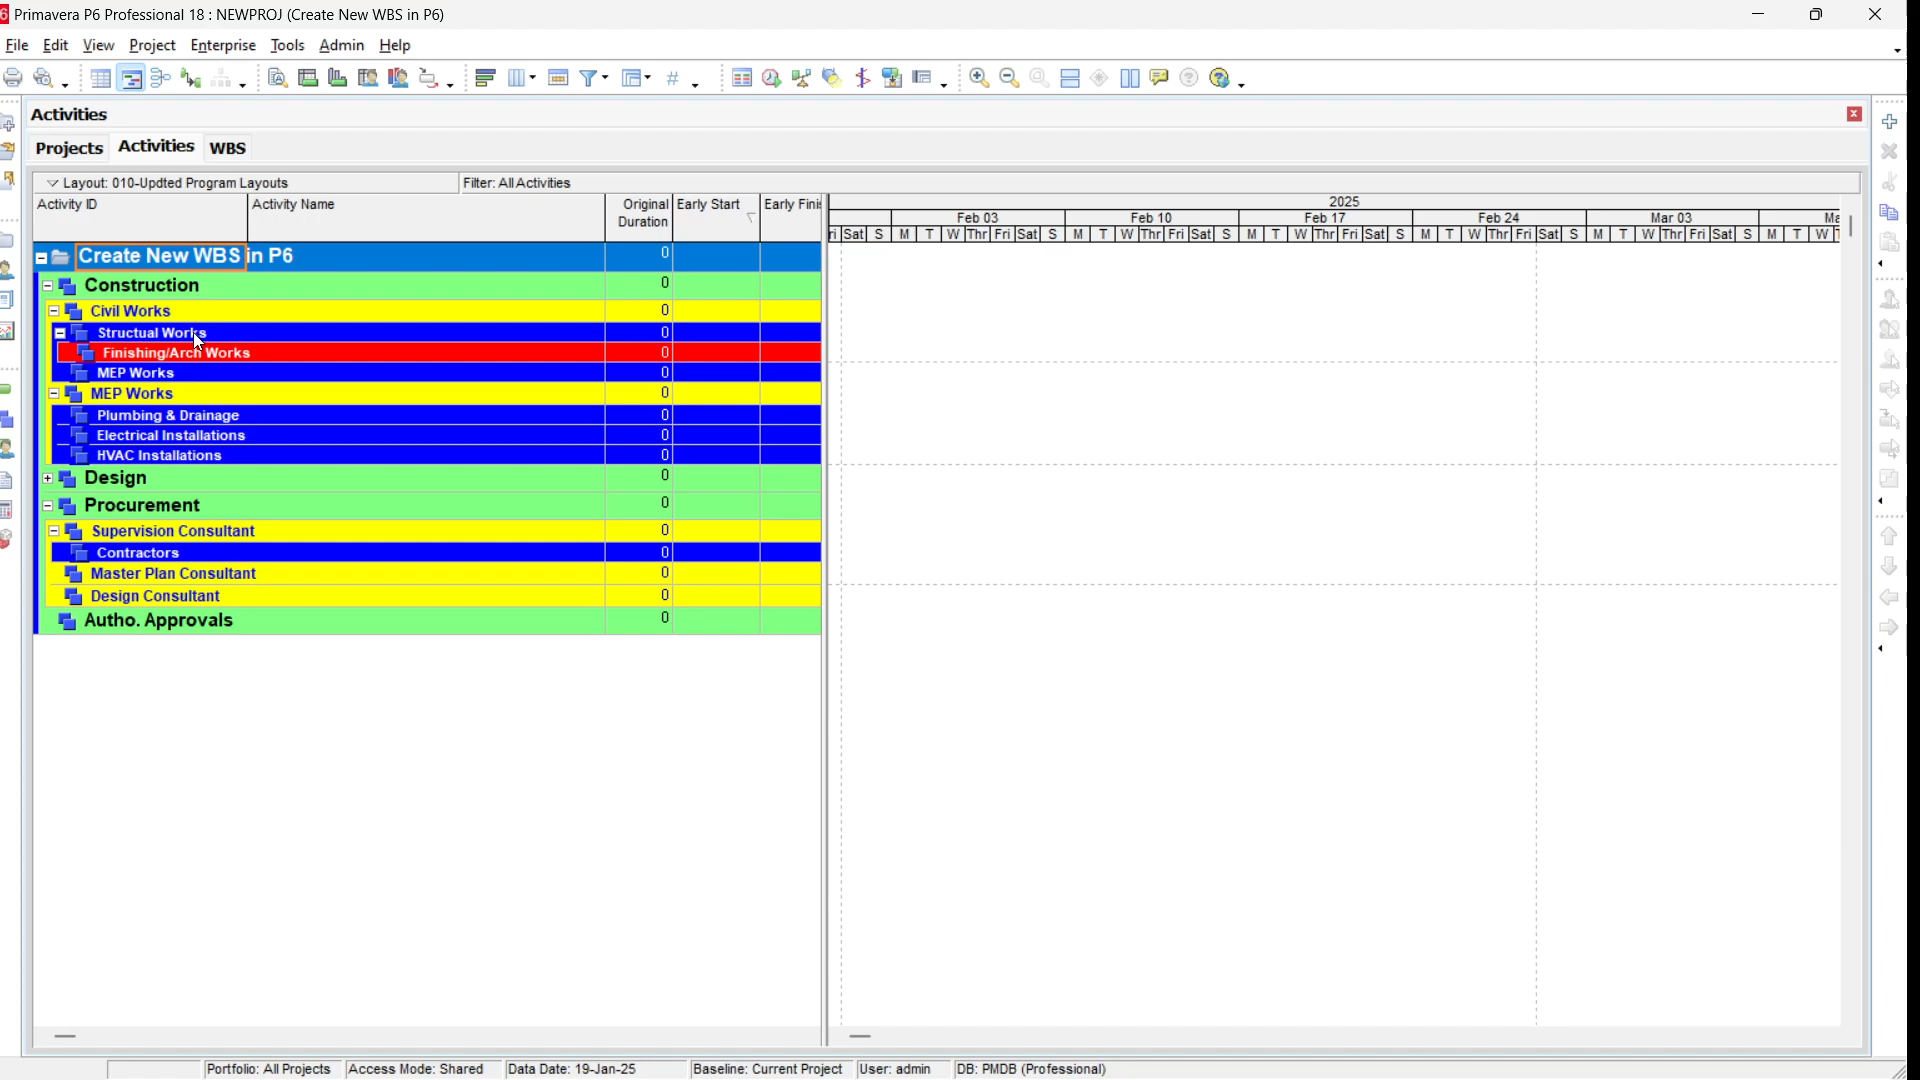 Primavera P6 Professional 18 : NEWPROJ (Create New WBS in P6)
File Edit View Project Enterprise Tools Admin Help
Activities
Projects Activities WBS
Layout: 010-Updted Program Layouts Filter: All Activities
Activity ID Activity Name Original Duration Early Start Early Finis
2025
Feb 03 Feb 10 Feb 17 Feb 24 Mar 03 Ma
ri Sat S M T W Thr Fri Sat S M T W Thr Fri Sat S M T W Thr Fri Sat S M T W Thr Fri Sat S M T W Thr Fri Sat S M T W
Create New WBS in P6 0
Construction 0
Civil Works 0
Structual Works 0
Finishing/Arch Works 0
MEP Works 0
MEP Works 0
Plumbing & Drainage 0
Electrical Installations 0
HVAC Installations 0
Design 0
Procurement 0
Supervision Consultant 0
Contractors 0
Master Plan Consultant 0
Design Consultant 0
Autho. Approvals 0
Portfolio: All Projects Access Mode: Shared Data Date: 19-Jan-25 Baseline: Current Project User: admin DB: PMDB (Professional)